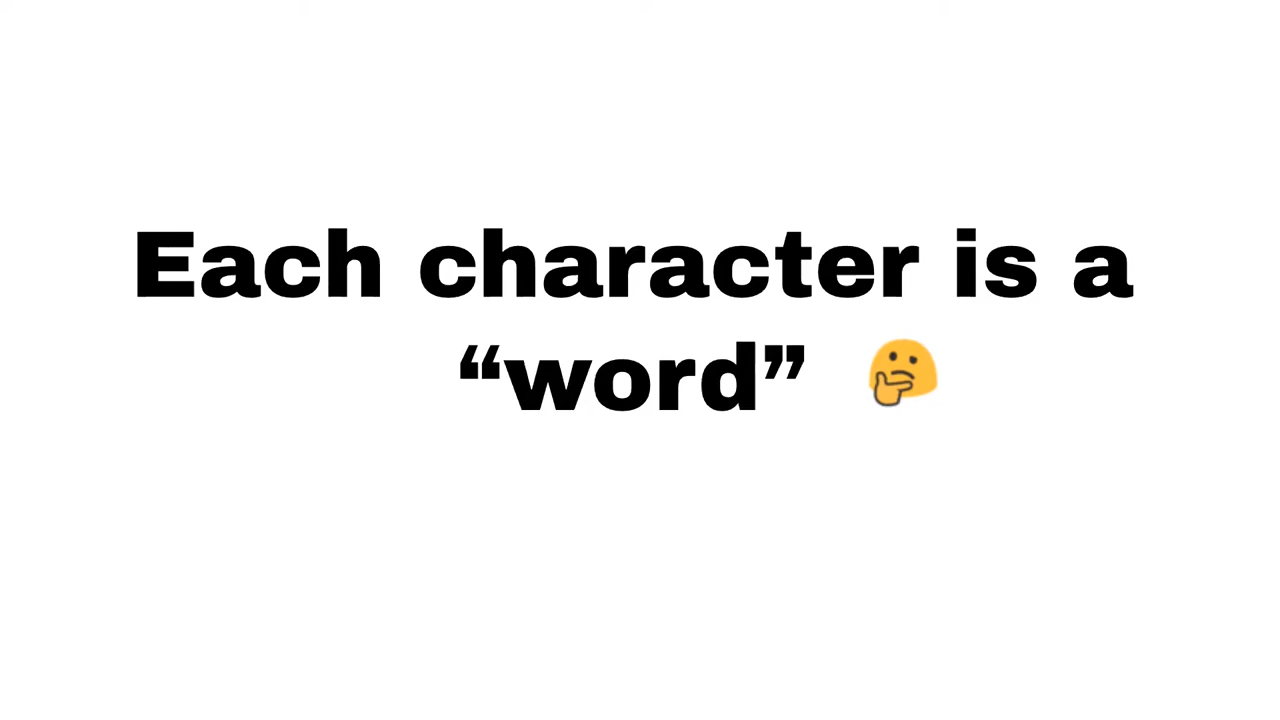 Each character is a
“word” 🤔